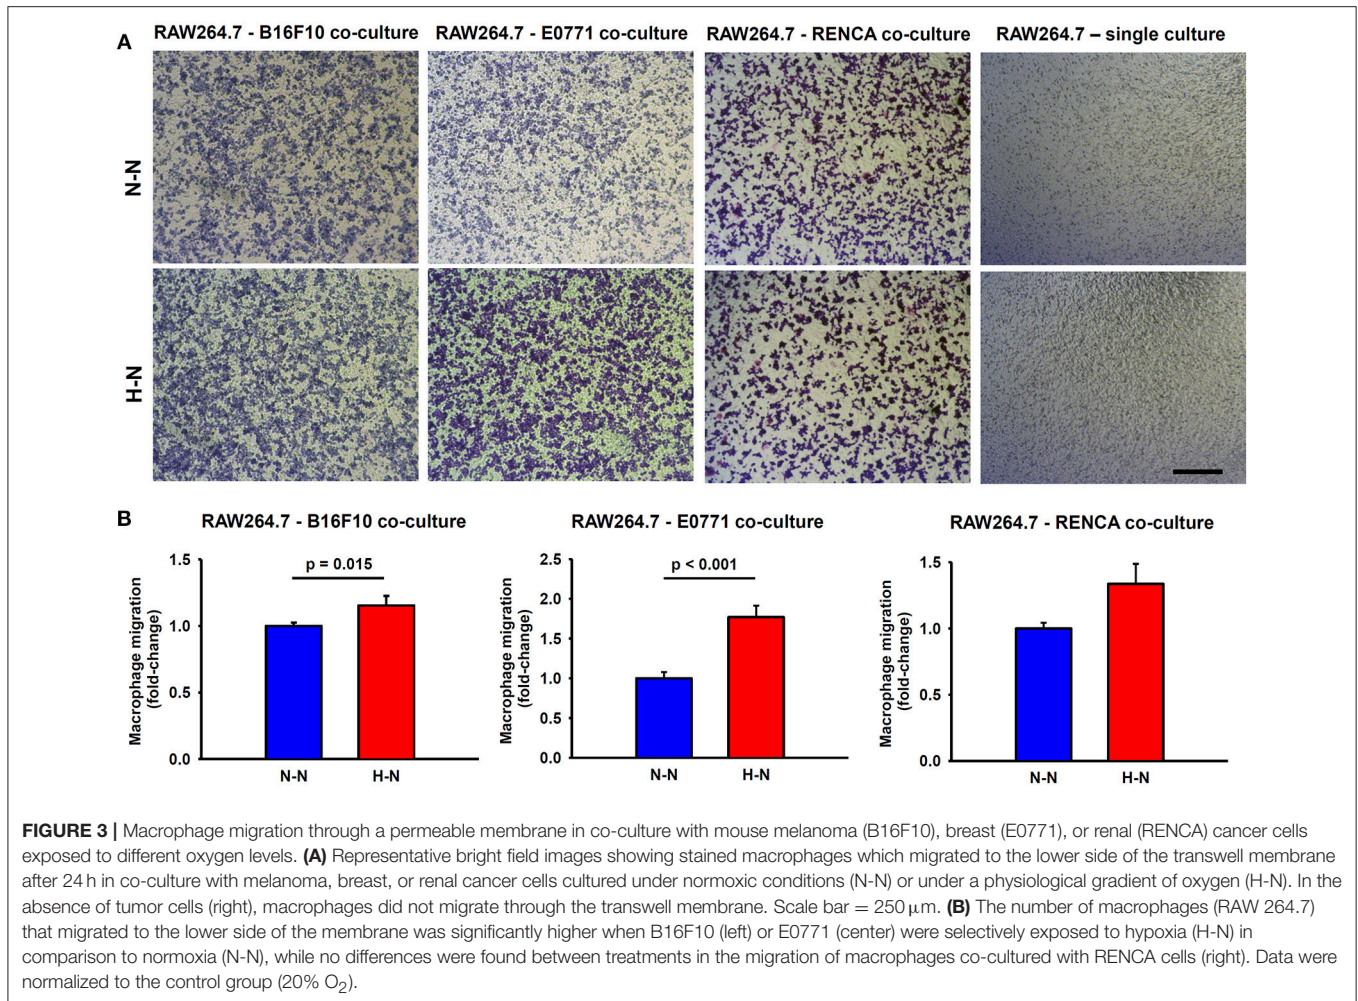 A
RAW264.7 - B16F10 co-culture
RAW264.7 - E0771 co-culture
RAW264.7 - RENCA co-culture
RAW264.7 – single culture
N-N
H-N
B
RAW264.7 - B16F10 co-culture
Macrophage migration
(fold-change)
1.5
1.0
0.5
0.0
p = 0.015
N-N
H-N
RAW264.7 - E0771 co-culture
Macrophage migration
(fold-change)
2.5
2.0
1.5
1.0
0.5
0.0
p < 0.001
N-N
H-N
RAW264.7 - RENCA co-culture
Macrophage migration
(fold-change)
1.5
1.0
0.5
0.0
N-N
H-N
FIGURE 3 | Macrophage migration through a permeable membrane in co-culture with mouse melanoma (B16F10), breast (E0771), or renal (RENCA) cancer cells
exposed to different oxygen levels. (A) Representative bright field images showing stained macrophages which migrated to the lower side of the transwell membrane
after 24 h in co-culture with melanoma, breast, or renal cancer cells cultured under normoxic conditions (N-N) or under a physiological gradient of oxygen (H-N). In the
absence of tumor cells (right), macrophages did not migrate through the transwell membrane. Scale bar = 250 μm. (B) The number of macrophages (RAW 264.7)
that migrated to the lower side of the membrane was significantly higher when B16F10 (left) or E0771 (center) were selectively exposed to hypoxia (H-N) in
comparison to normoxia (N-N), while no differences were found between treatments in the migration of macrophages co-cultured with RENCA cells (right). Data were
normalized to the control group (20% O₂).